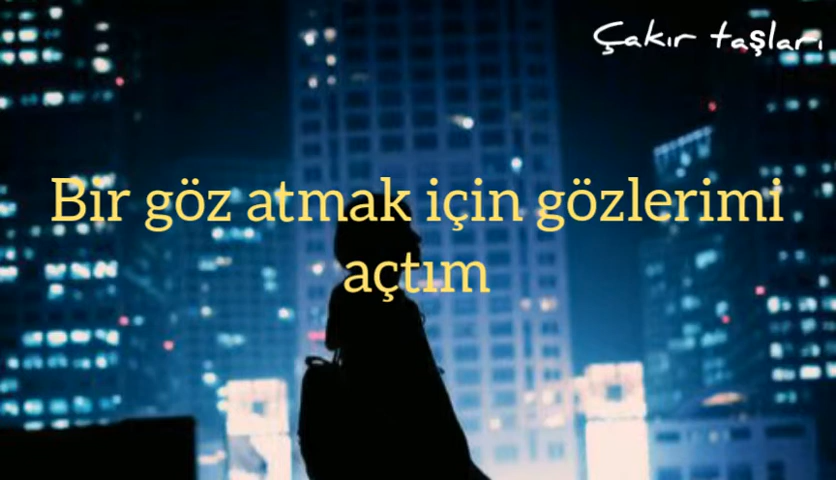 Çakır taşları
Bir göz atmak için gözlerimi
açtım